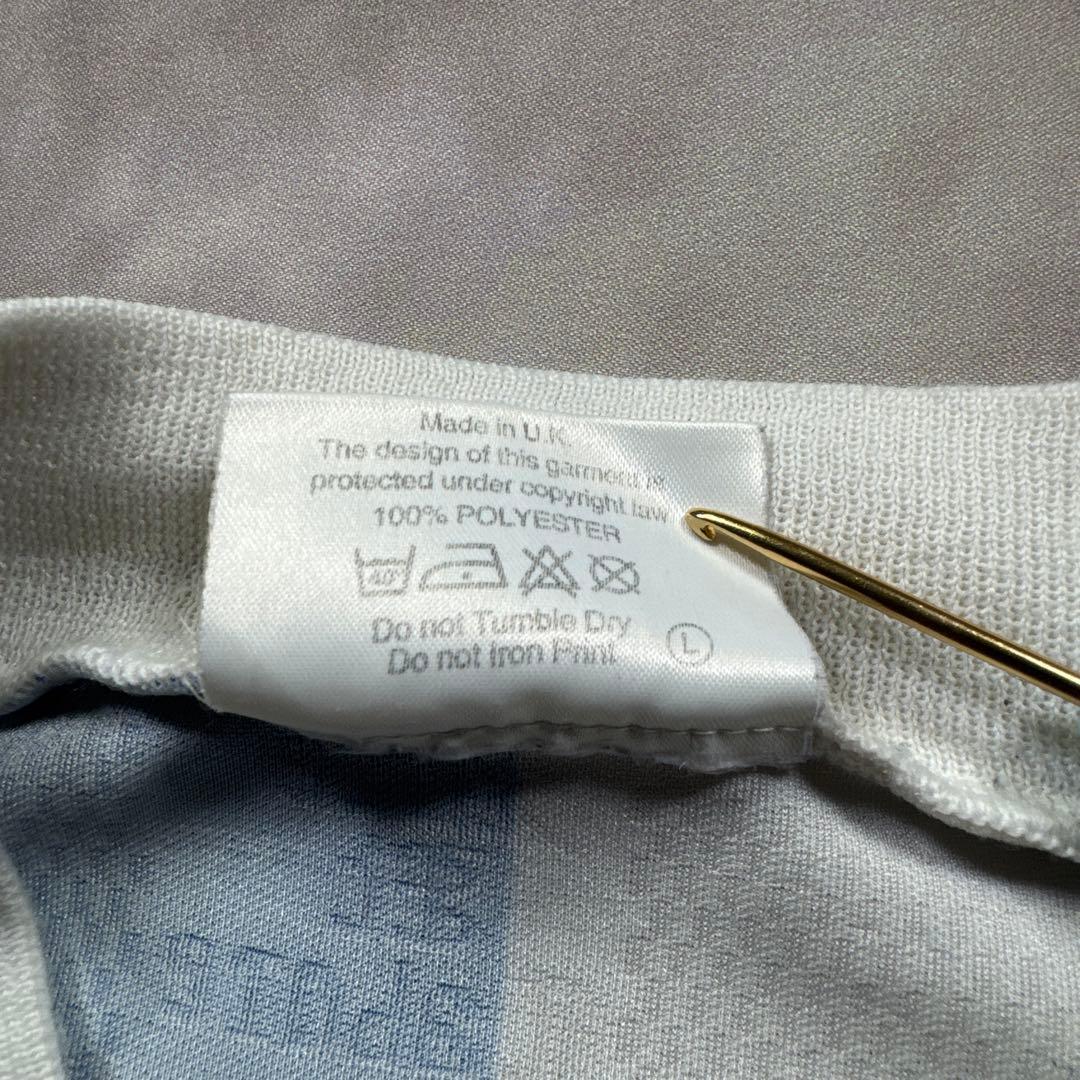 Made in U.K.
The design of this garment is
protected under copyright law
100% POLYESTER
40
Do not Tumble Dry
Do not Iron Print
L